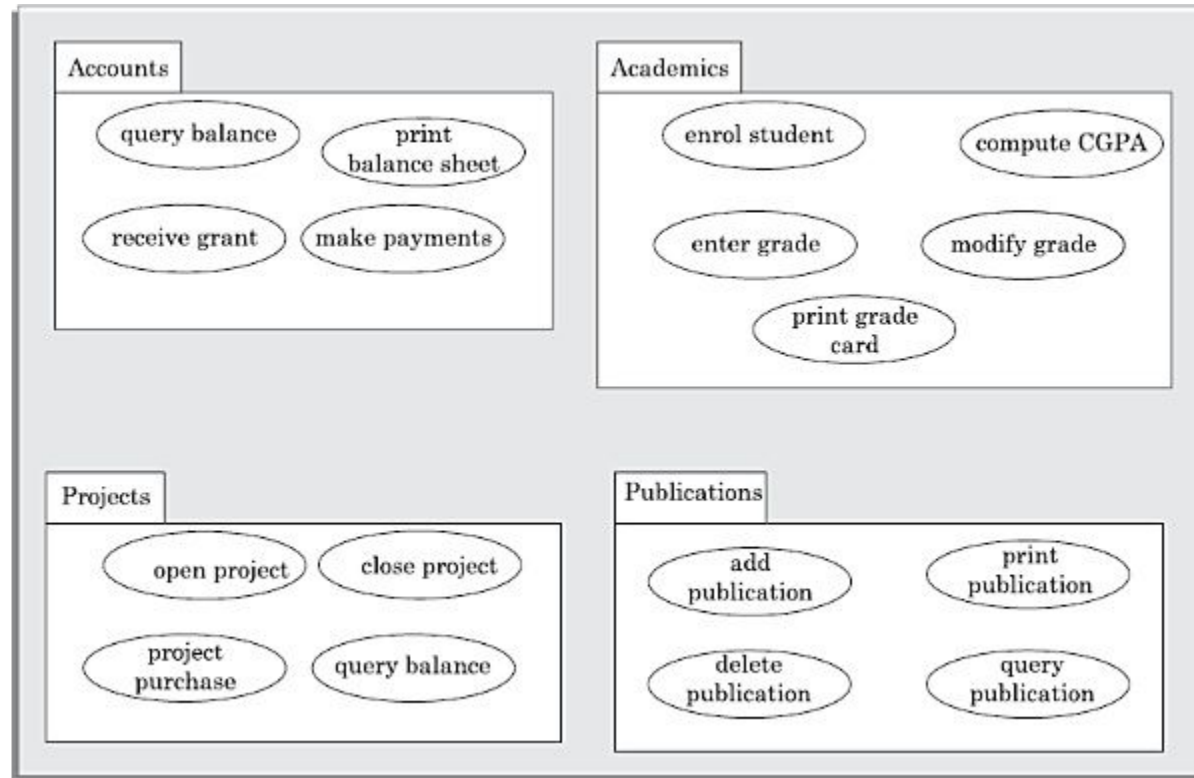 Accounts
query balance
print
balance sheet
receive grant
make payments
Academics
enrol student
compute CGPA
enter grade
modify grade
print grade
card
Projects
open project
close project
project
purchase
query balance
Publications
add
publication
print
publication
delete
publication
query
publication